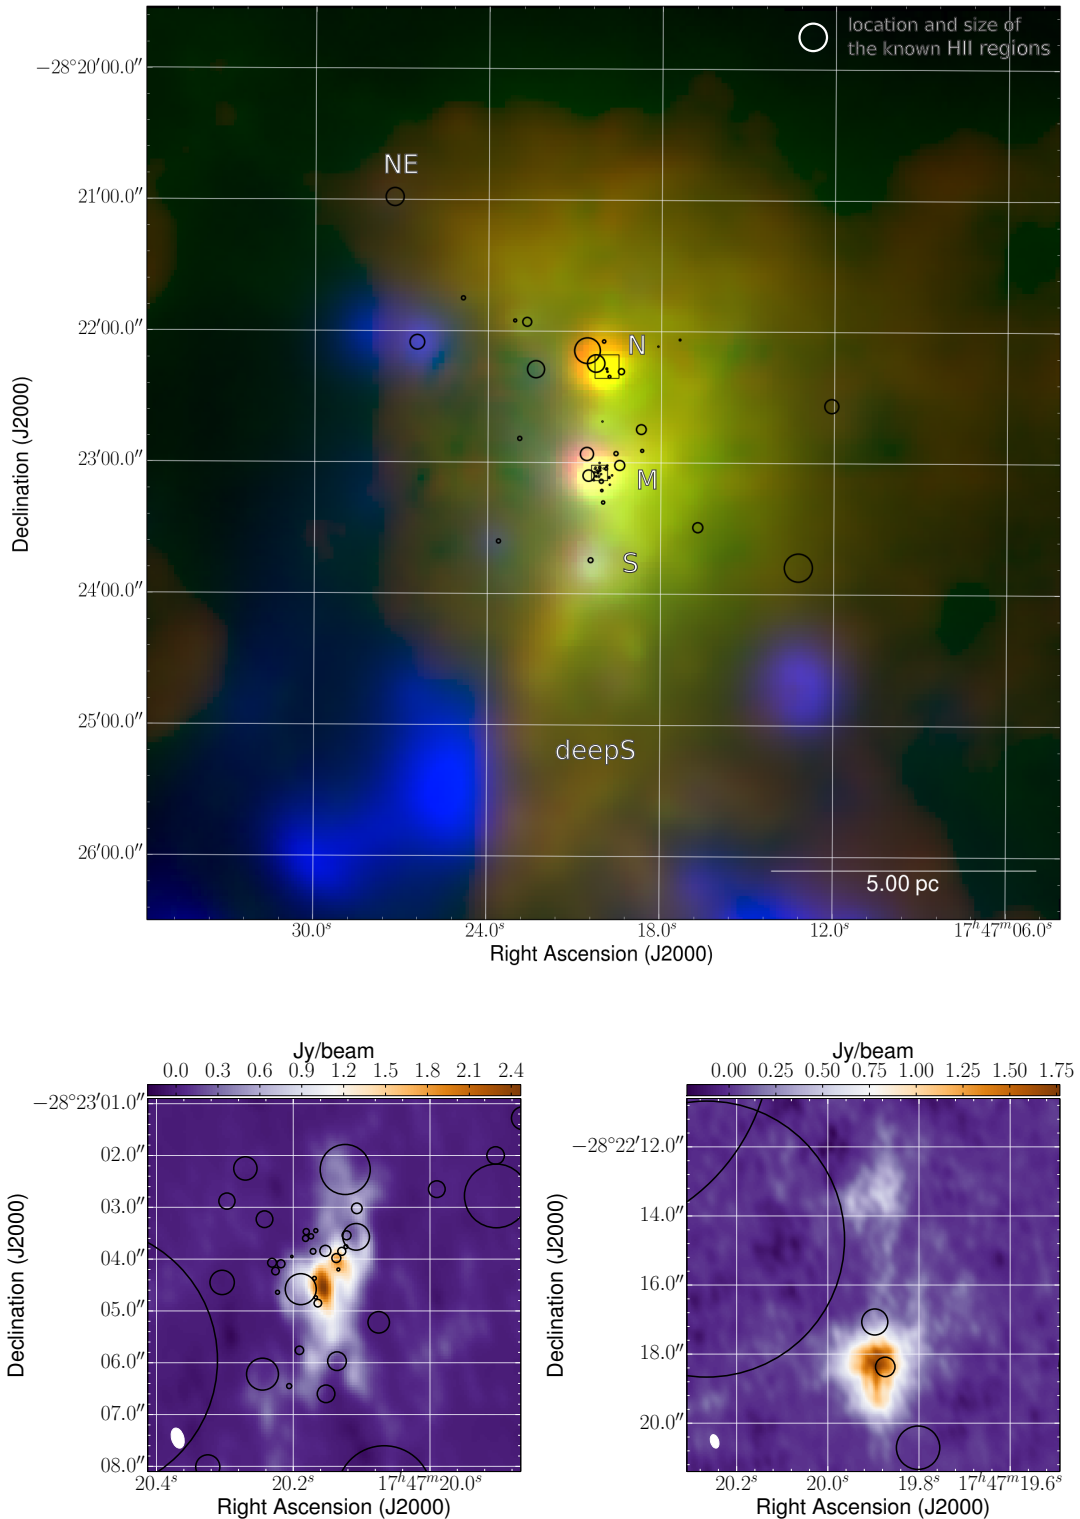 location and size of
the known HII regions
−28°20′00.0″
NE
21′00.0″
22′00.0″
N
23′00.0″
M
S
24′00.0″
25′00.0″
deepS
26′00.0″
5.00 pc
Declination (J2000)
30.0ˢ 24.0ˢ 18.0ˢ 12.0ˢ 17ʰ47ᵐ06.0ˢ
Right Ascension (J2000)
Jy/beam
0.0 0.3 0.6 0.9 1.2 1.5 1.8 2.1 2.4
−28°23′01.0″
02.0″
03.0″
04.0″
05.0″
06.0″
07.0″
08.0″
Declination (J2000)
20.4ˢ 20.2ˢ 17ʰ47ᵐ20.0ˢ
Right Ascension (J2000)
Jy/beam
0.00 0.25 0.50 0.75 1.00 1.25 1.50 1.75
−28°22′12.0″
14.0″
16.0″
18.0″
20.0″
Declination (J2000)
20.2ˢ 20.0ˢ 19.8ˢ 17ʰ47ᵐ19.6ˢ
Right Ascension (J2000)